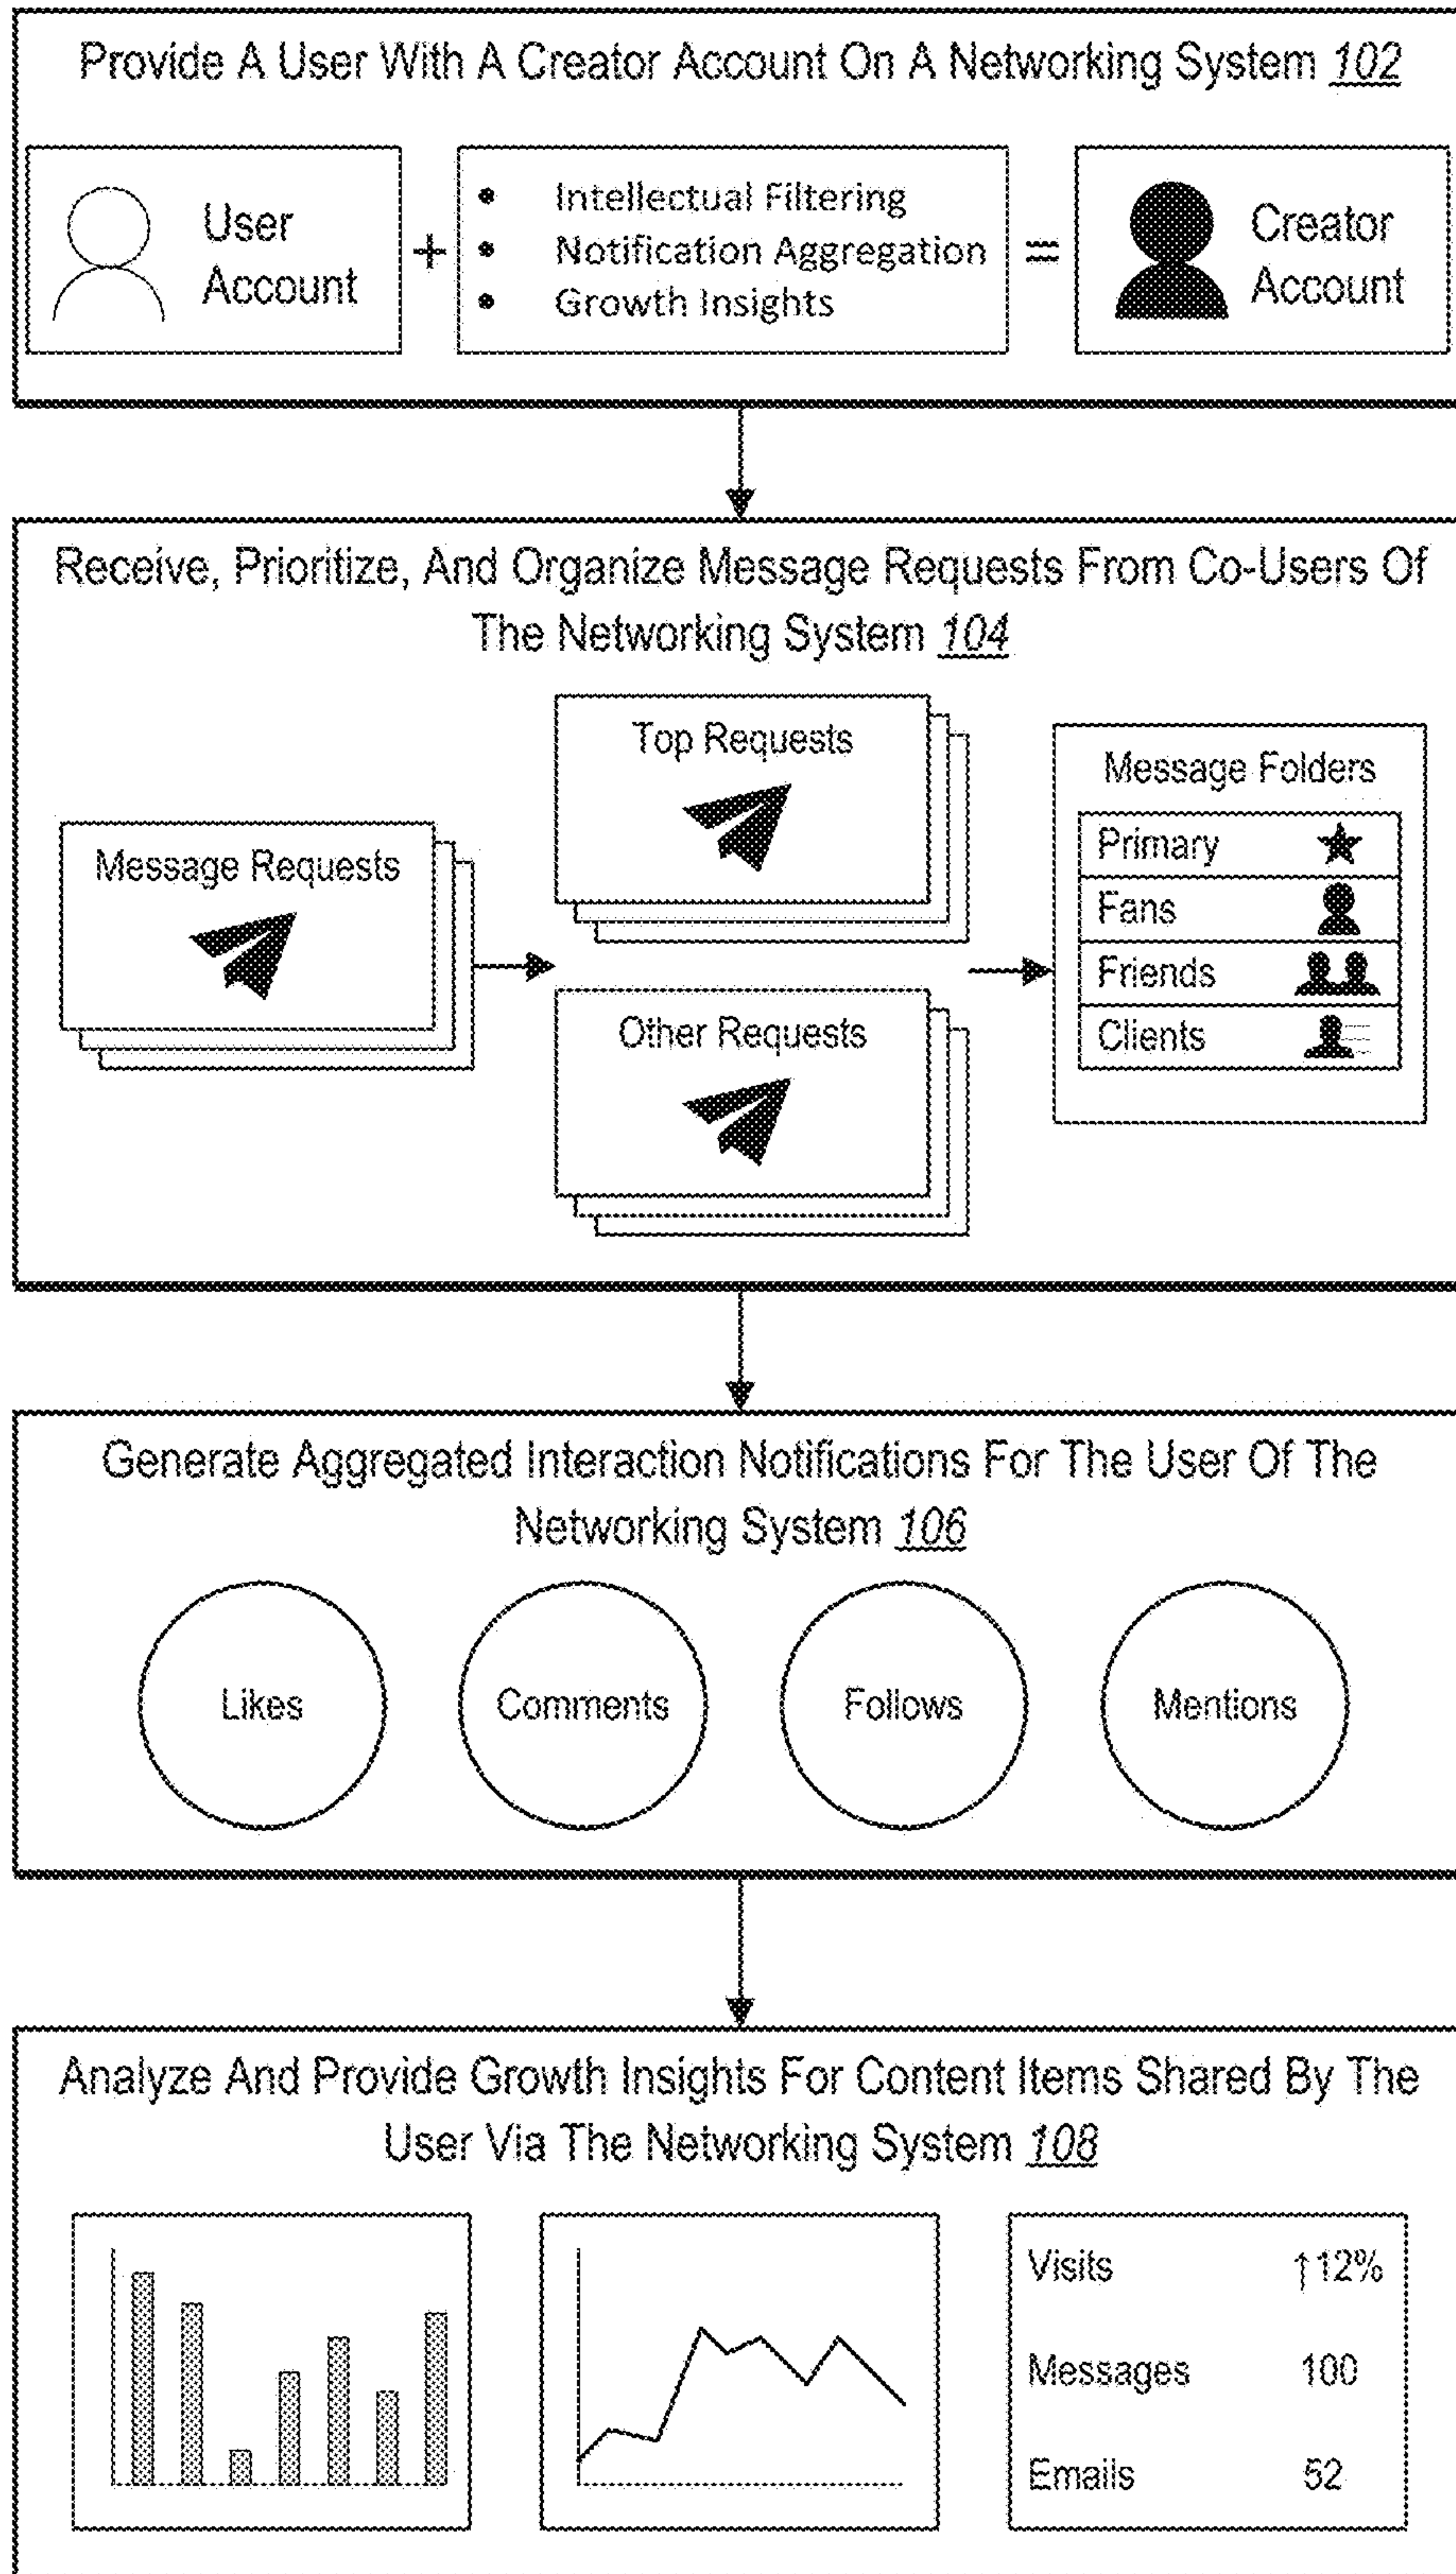 Provide A User With A Creator Account On A Networking System 102
User
Account
+
• Intellectual Filtering
• Notification Aggregation
• Growth Insights
=
Creator
Account
Receive, Prioritize, And Organize Message Requests From Co-Users Of
The Networking System 104
Message Requests
Top Requests
Other Requests
Message Folders
Primary
Fans
Friends
Clients
Generate Aggregated Interaction Notifications For The User Of The
Networking System 106
Likes
Comments
Follows
Mentions
Analyze And Provide Growth Insights For Content Items Shared By The
User Via The Networking System 108
Visits ↑12%
Messages 100
Emails 52